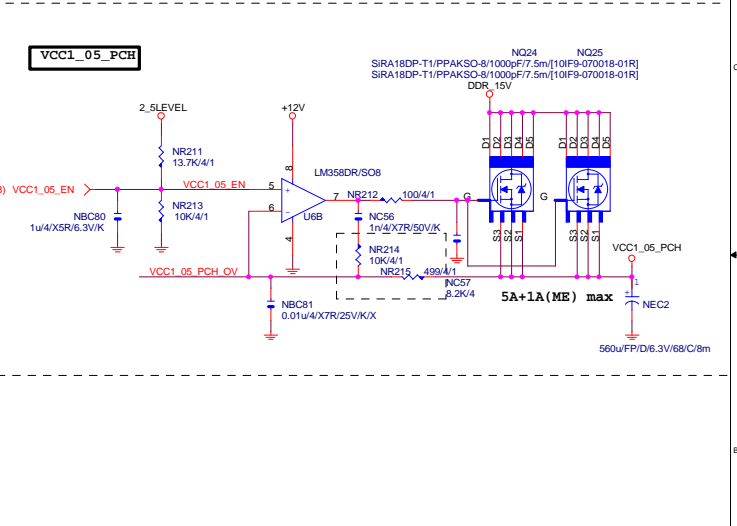 VCC1_05_PCH
NQ24 NQ25
SiRA18DP-T1/PPAKSO-8/1000pF/7.5m/[10IF9-070018-01R]
SiRA18DP-T1/PPAKSO-8/1000pF/7.5m/[10IF9-070018-01R]
DDR_15V
2_5LEVEL
+12V
D1 D2 D3 D4 D5
D1 D2 D3 D4 D5
NR211
13.7K/4/1
8
LM358DR/SO8
VCC1_05_EN
VCC1_05_EN
5
+
7
NR212
100/4/1
G
G
NR213
10K/4/1
6
-
U6B
NBC80
1u/4/X5R/6.3V/K
NC56
1n/4/X7R/50V/K
4
S3 S2 S1
S3 S2 S1
NR214
10K/4/1
VCC1_05_PCH
VCC1_05_PCH_OV
NR215
499/4/1
NC57
8.2K/4
5A+1A(ME) max
1
+
NEC2
NBC81
0.01u/4/X7R/25V/K/X
560u/FP/D/6.3V/68/C/8m